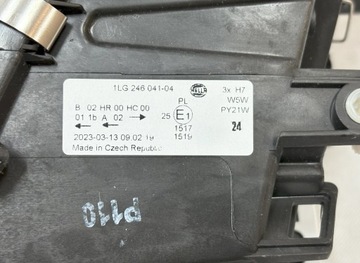 1LG 246 041-04
HELLA
3x H7
W5W
PY21W
24
PL
B 02 HR 00 HC 00
01 1b A 02
25 E1
1517
1519
2023-03-13 09:02
Made in Czech Republic
P110